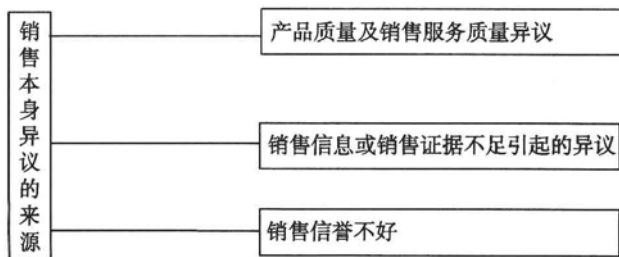 销售本身异议的来源
产品质量及销售服务质量异议
销售信息或销售证据不足引起的异议
销售信誉不好